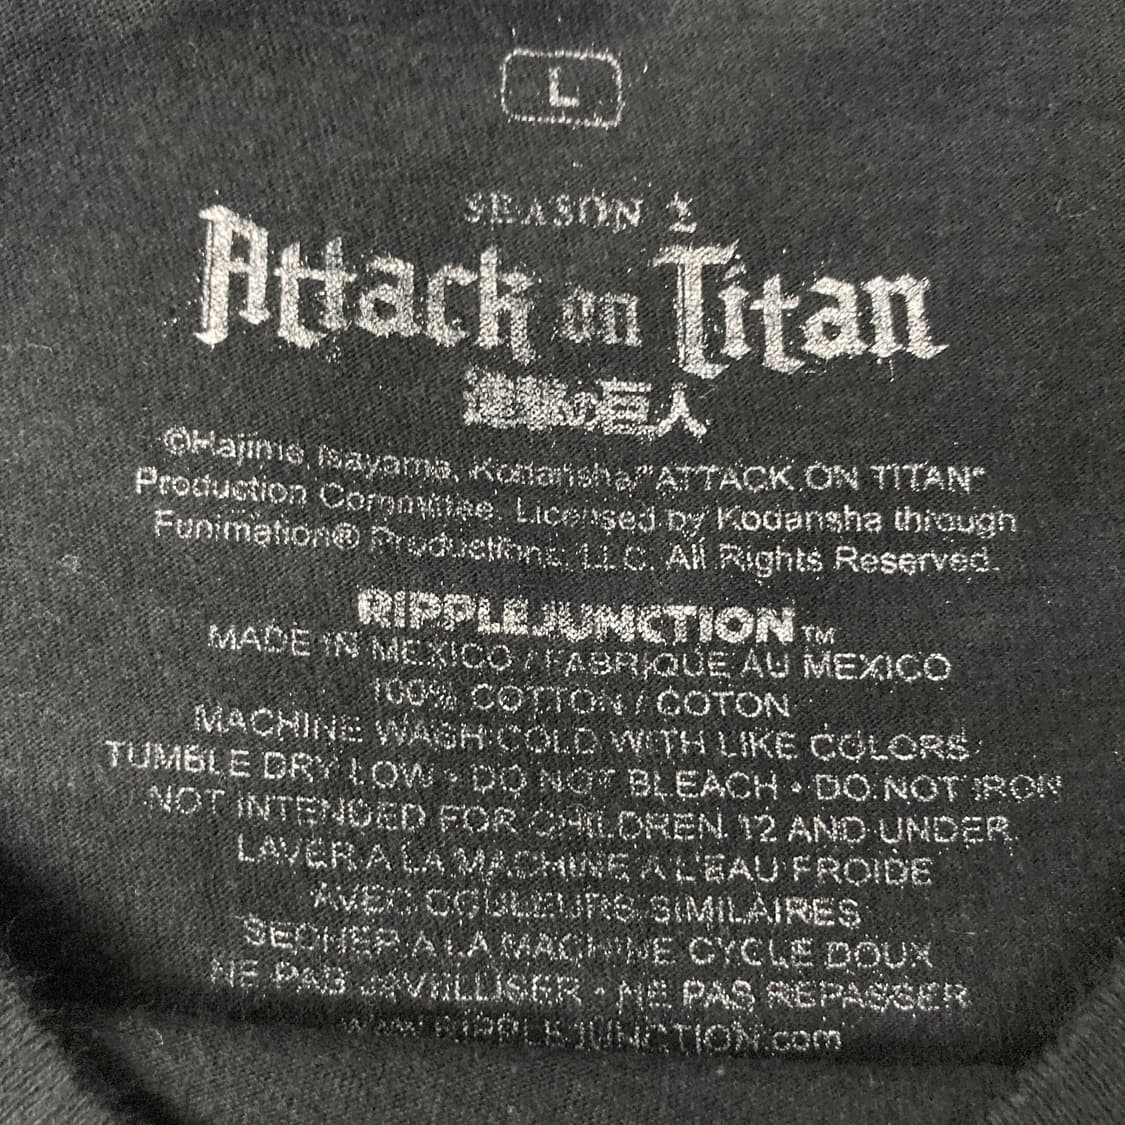 L
SEASON 2
Attack on Titan
進撃の巨人
©Hajime Isayama, Kodansha/"ATTACK ON TITAN"
Production Committee. Licensed by Kodansha through
Funimation® Productions, LLC. All Rights Reserved.
RIPPLEJUNCTION™
MADE IN MEXICO / FABRIQUE AU MEXICO
100% COTTON / COTON
MACHINE WASH COLD WITH LIKE COLORS
TUMBLE DRY LOW • DO NOT BLEACH • DO NOT IRON
NOT INTENDED FOR CHILDREN 12 AND UNDER
LAVER A LA MACHINE A L'EAU FROIDE
AVEC COULEURS SIMILAIRES
SECHER A LA MACHINE CYCLE DOUX
NE PAS JAVELLISER • NE PAS REPASSER
www.RIPPLEJUNCTION.com